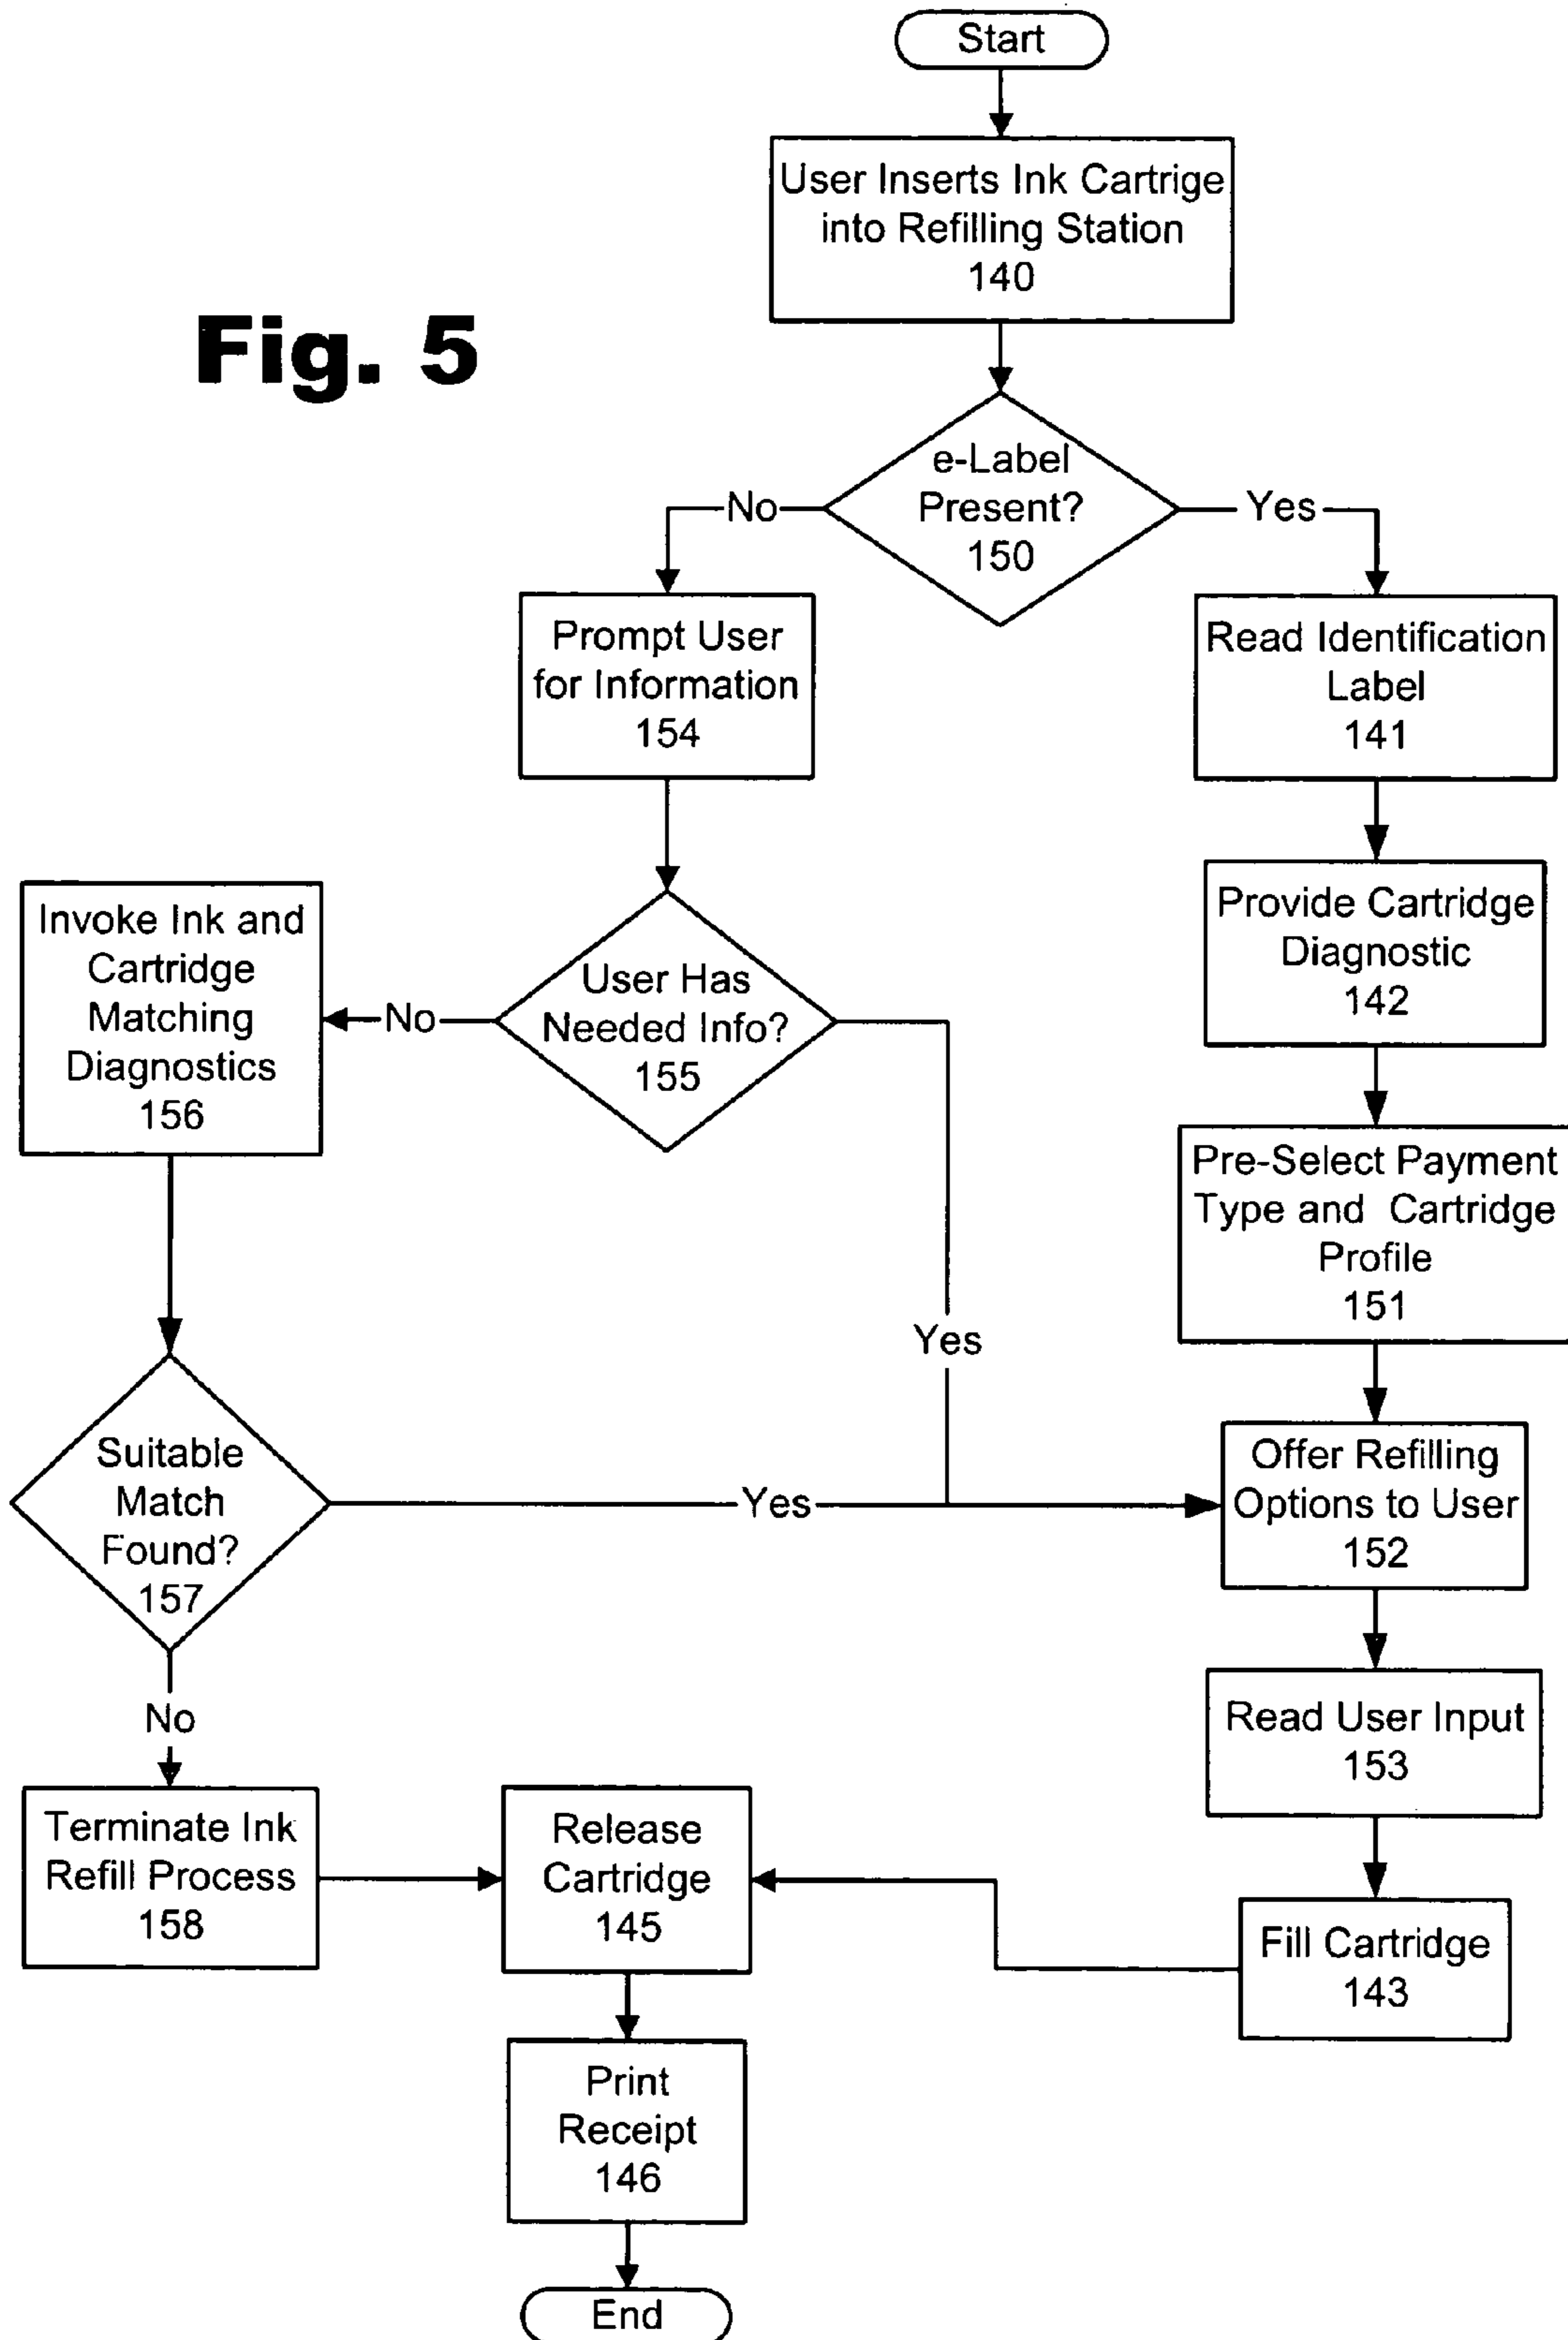 Start
User Inserts Ink Cartrige
into Refilling Station
140
Fig. 5
e-Label
Present?
150
No
Yes
Prompt User
for Information
154
Read Identification
Label
141
Provide Cartridge
Diagnostic
142
Invoke Ink and
Cartridge
Matching
Diagnostics
156
No
User Has
Needed Info?
155
Yes
Pre-Select Payment
Type and Cartridge
Profile
151
Suitable
Match
Found?
157
Yes
Offer Refilling
Options to User
152
No
Read User Input
153
Terminate Ink
Refill Process
158
Release
Cartridge
145
Fill Cartridge
143
Print
Receipt
146
End